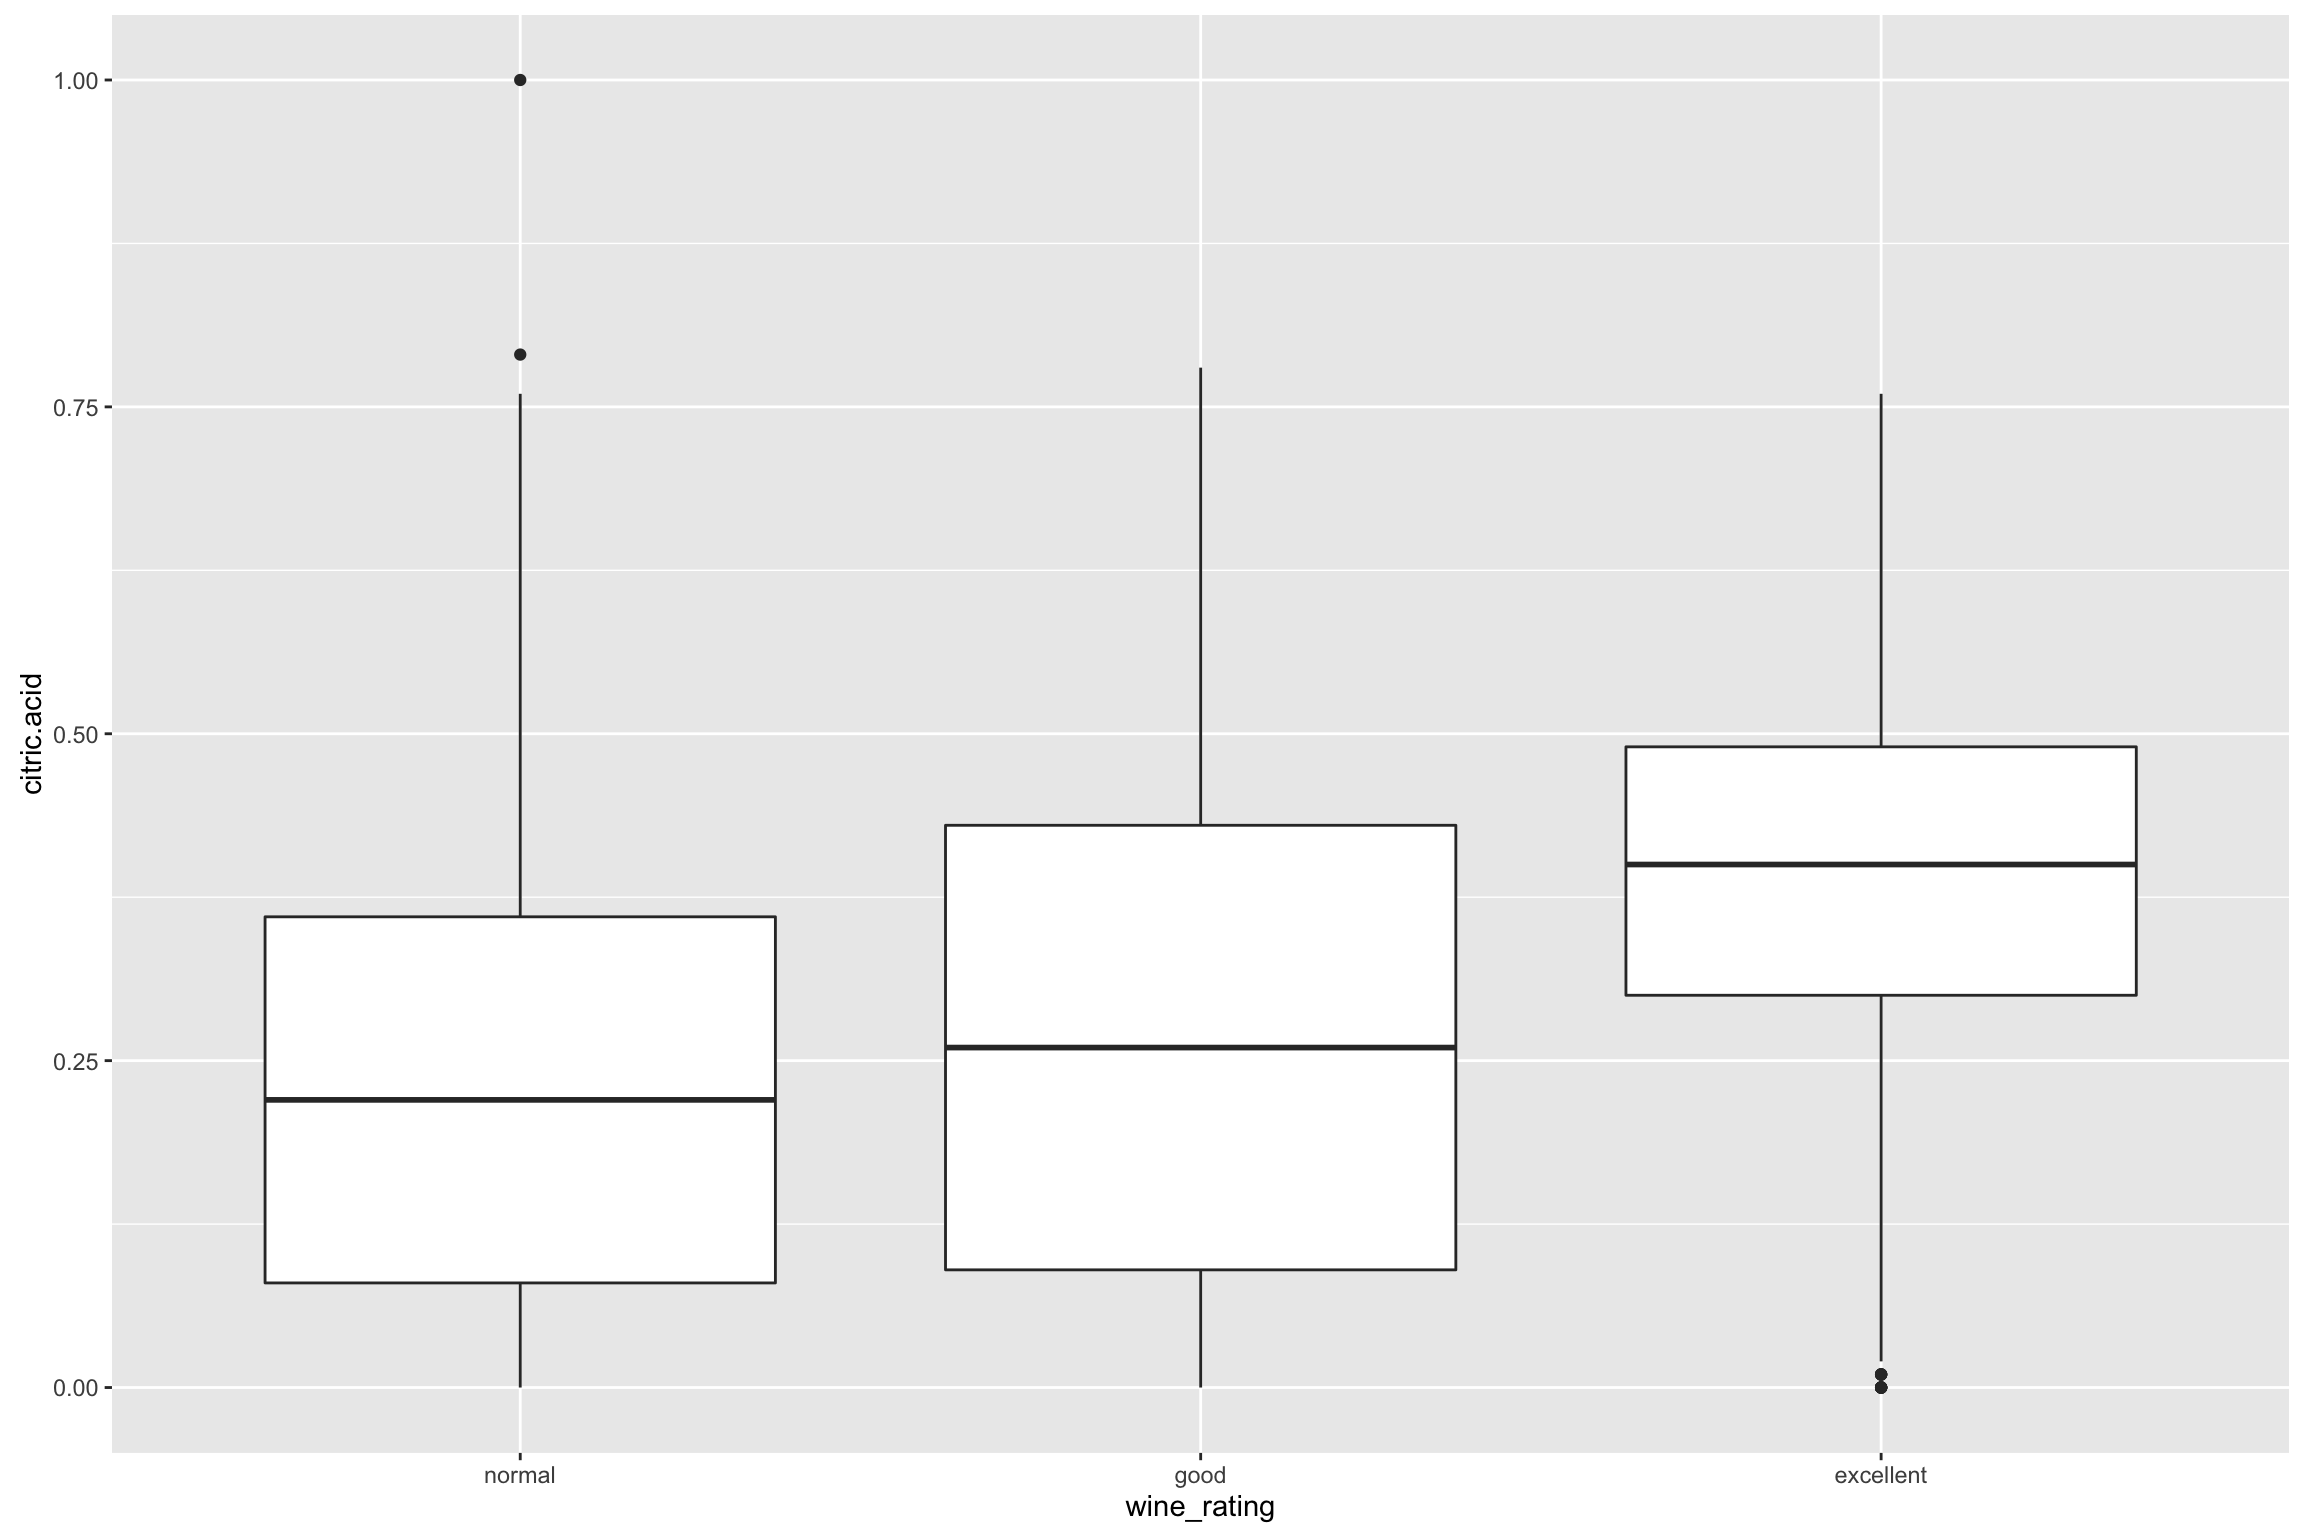 citric.acid
1.00
0.75
0.50
0.25
0.00
normal
good
excellent
wine_rating